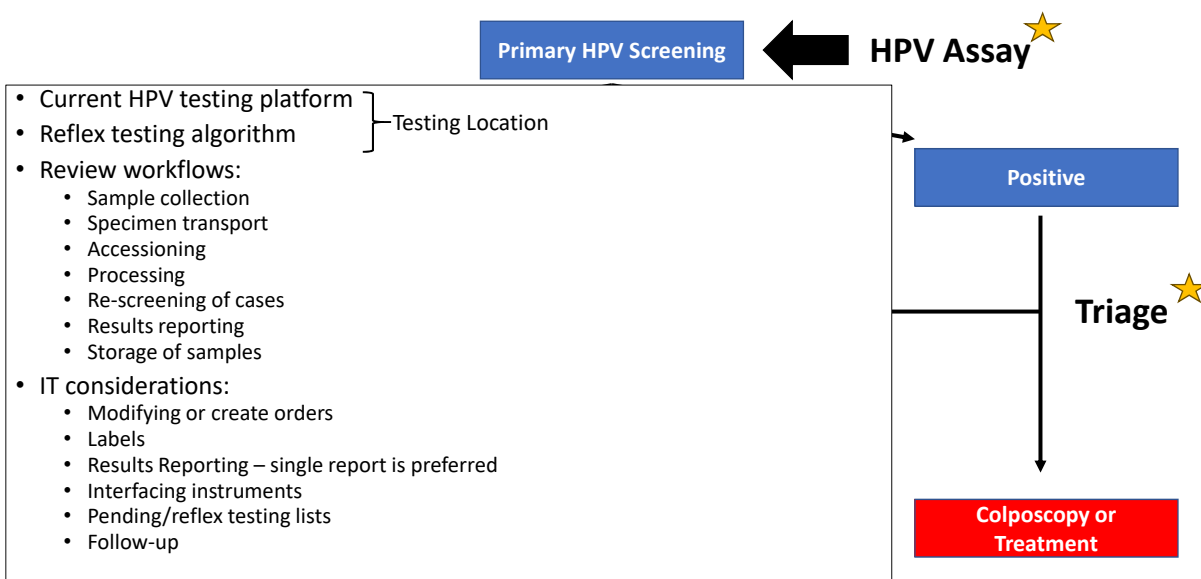 Primary HPV Screening
HPV Assay
• Current HPV testing platform
• Reflex testing algorithm
Testing Location
• Review workflows:
• Sample collection
• Specimen transport
• Accessioning
• Processing
• Re-screening of cases
• Results reporting
• Storage of samples
• IT considerations:
• Modifying or create orders
• Labels
• Results Reporting – single report is preferred
• Interfacing instruments
• Pending/reflex testing lists
• Follow-up
Positive
Triage
Colposcopy or
Treatment